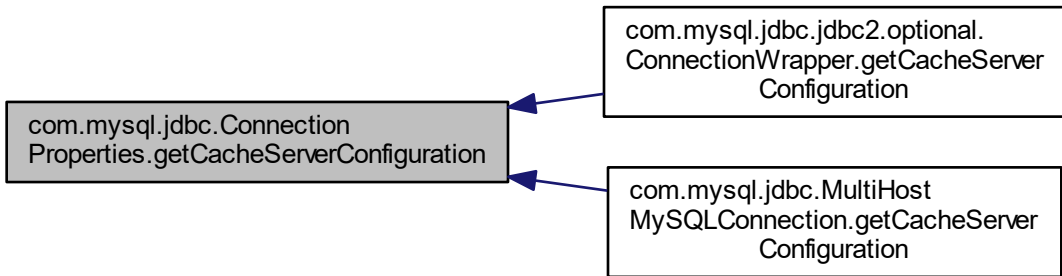 com.mysql.jdbc.Connection
Properties.getCacheServerConfiguration
com.mysql.jdbc.jdbc2.optional.
ConnectionWrapper.getCacheServer
Configuration
com.mysql.jdbc.MultiHost
MySQLConnection.getCacheServer
Configuration